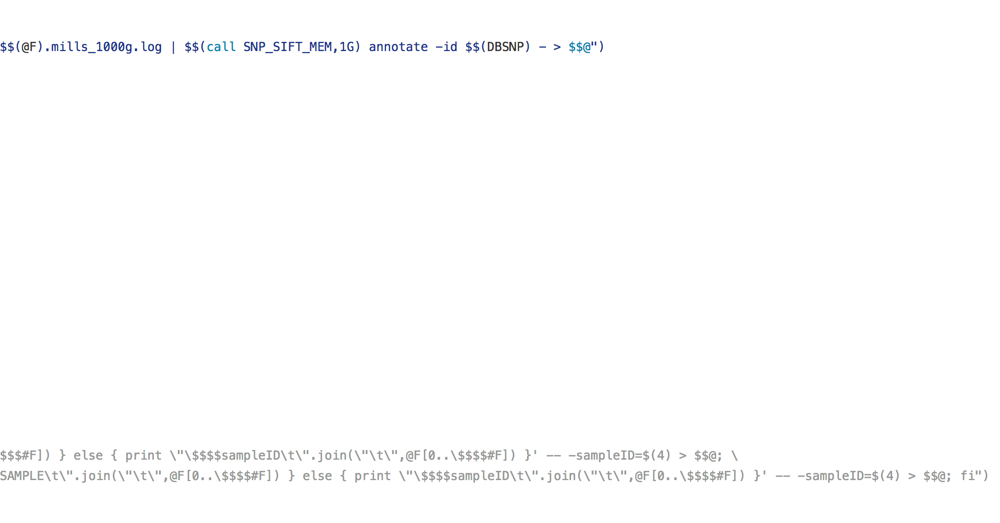 $$(@F).mills_1000g.log | $$(call SNP_SIFT_MEM,1G) annotate -id $$(DBSNP) - > $$@")
$$$#F]) } else { print \"\$$$$sampleID\t\".join(\"\t\",@F[0..\$$$$#F]) }' -- -sampleID=$(4) > $$@; \
SAMPLE\t\".join(\"\t\",@F[0..\$$$$#F]) } else { print \"\$$$$sampleID\t\".join(\"\t\",@F[0..\$$$$#F]) }' -- -sampleID=$(4) > $$@; fi")